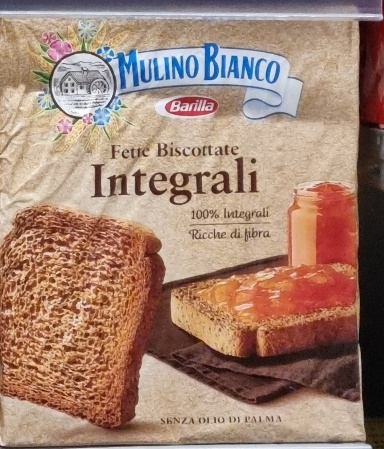 MULINO BIANCO
Barilla
Fette Biscottate
Integrali
100% Integrali
Ricche di fibra
SENZA OLIO DI PALMA